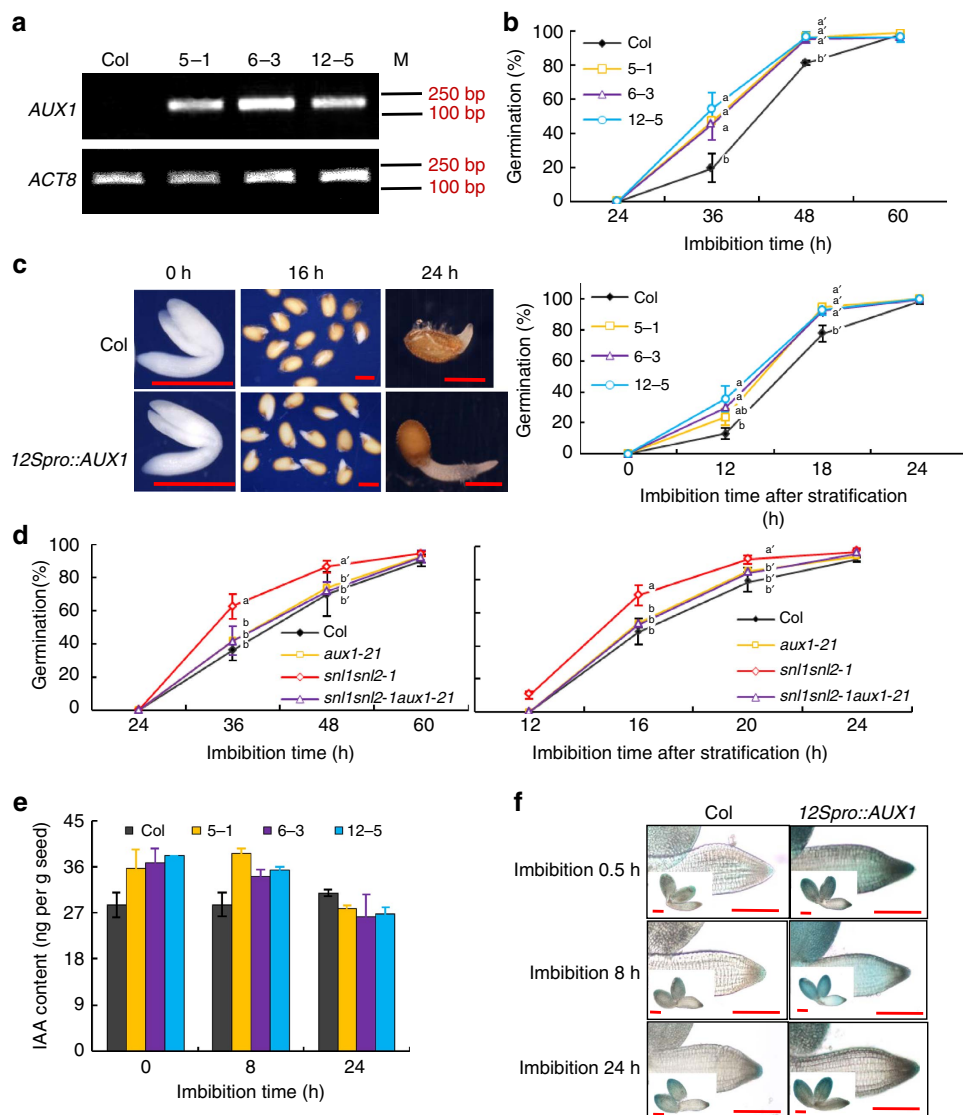 a
Col 5–1 6–3 12–5 M
AUX1
250 bp
100 bp
ACT8
250 bp
100 bp
b
Germination (%)
100
80
60
40
20
0
24 36 48 60
Imbibition time (h)
Col
5–1
6–3
12–5
a
a
a
b
a′
a′
a′
b′
c
0 h 16 h 24 h
Col
12Spro::AUX1
Germination (%)
100
80
60
40
20
0
0 12 18 24
Imbibition time after stratification
(h)
Col
5–1
6–3
12–5
a
a
ab
b
a′
a′
a′
b′
d
Germination(%)
100
80
60
40
20
0
24 36 48 60
Imbibition time (h)
Col
aux1-21
snl1snl2-1
snl1snl2-1aux1-21
a
b
b
b
a′
b′
b′
b′
12 16 20 24
Imbibition time after stratification (h)
Col
aux1-21
snl1snl2-1
snl1snl2-1aux1-21
a
b
b
b
a′
b′
b′
b′
e
IAA content (ng per g seed)
45
36
27
18
9
0
Col 5–1 6–3 12–5
0 8 24
Imbibition time (h)
f
Col 12Spro::AUX1
Imbibition 0.5 h
Imbibition 8 h
Imbibition 24 h